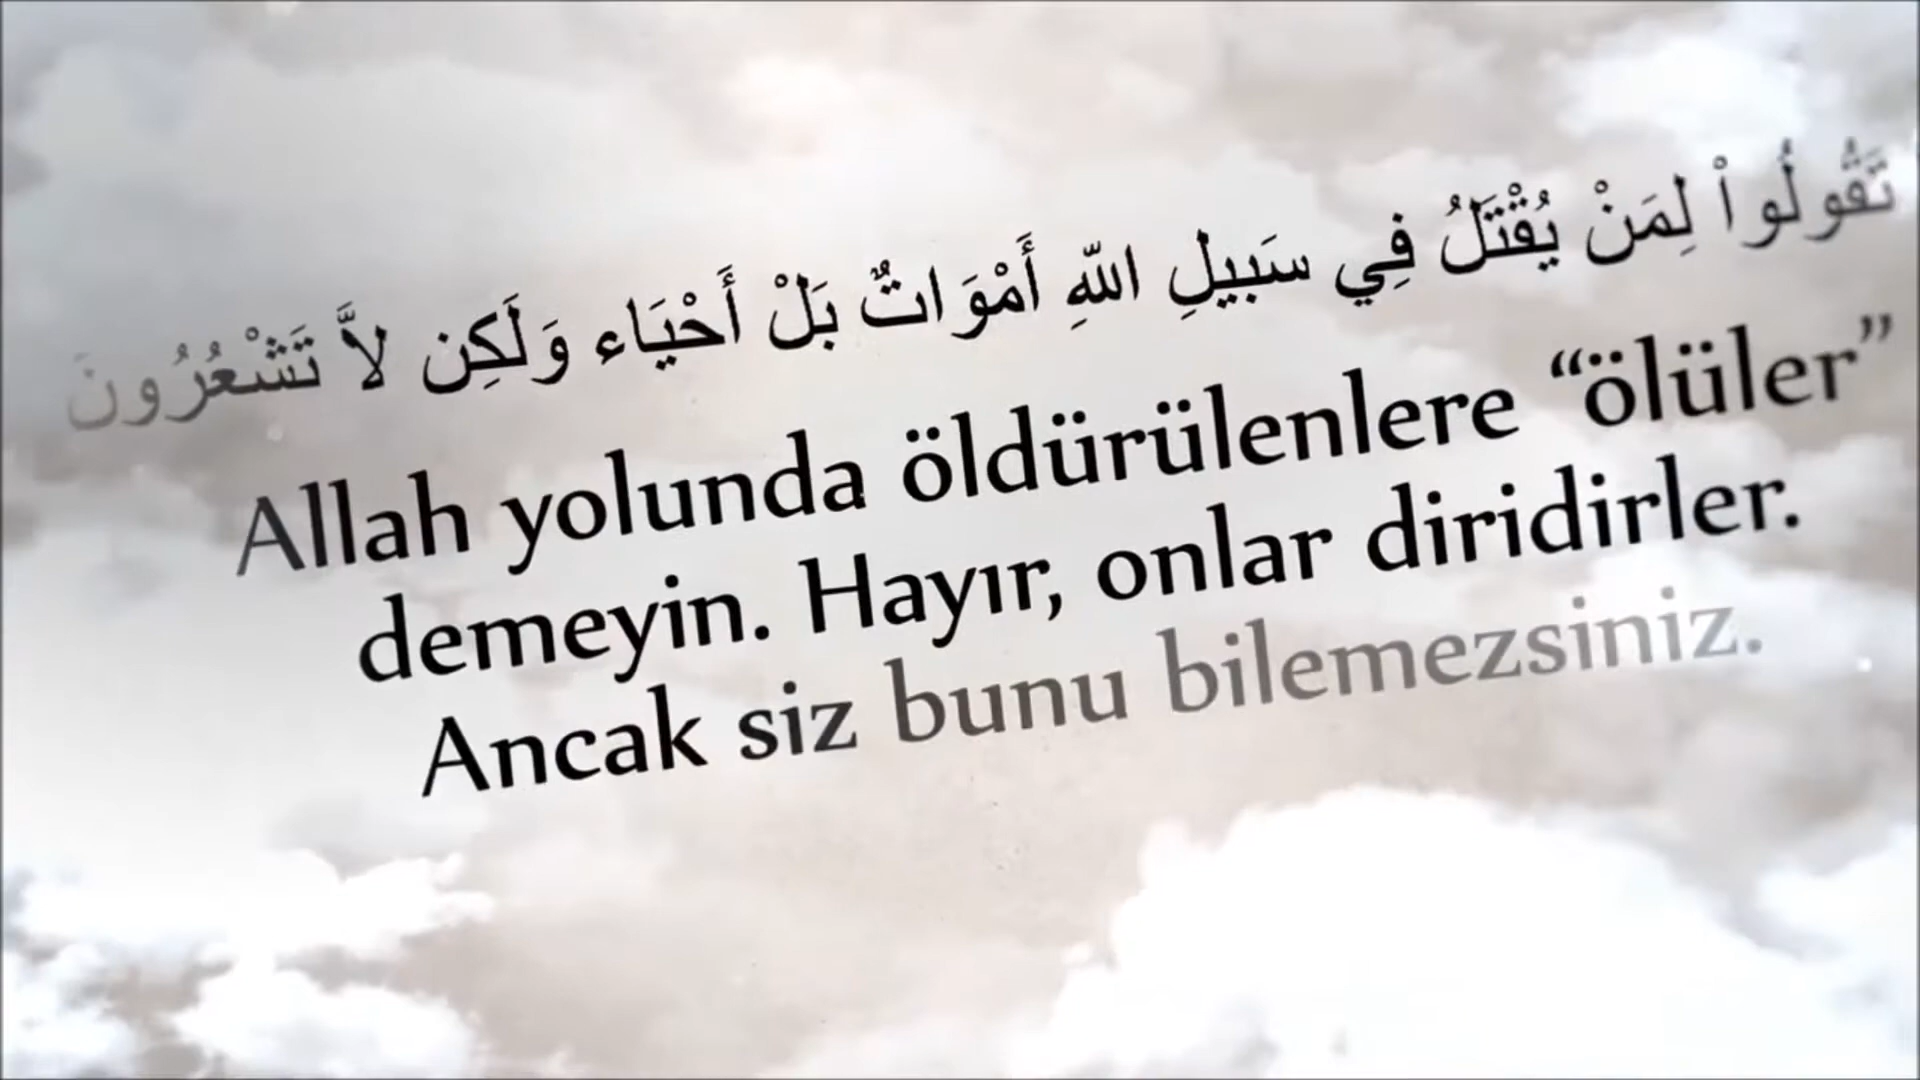 تَقُولُواْ لِمَنْ يُقْتَلُ فِي سَبِيلِ اللّهِ أَمْوَاتٌ بَلْ أَحْيَاء وَلَكِن لاَّ تَشْعُرُونَ
Allah yolunda öldürülenlere “ölüler”
demeyin. Hayır, onlar diridirler.
Ancak siz bunu bilemezsiniz.